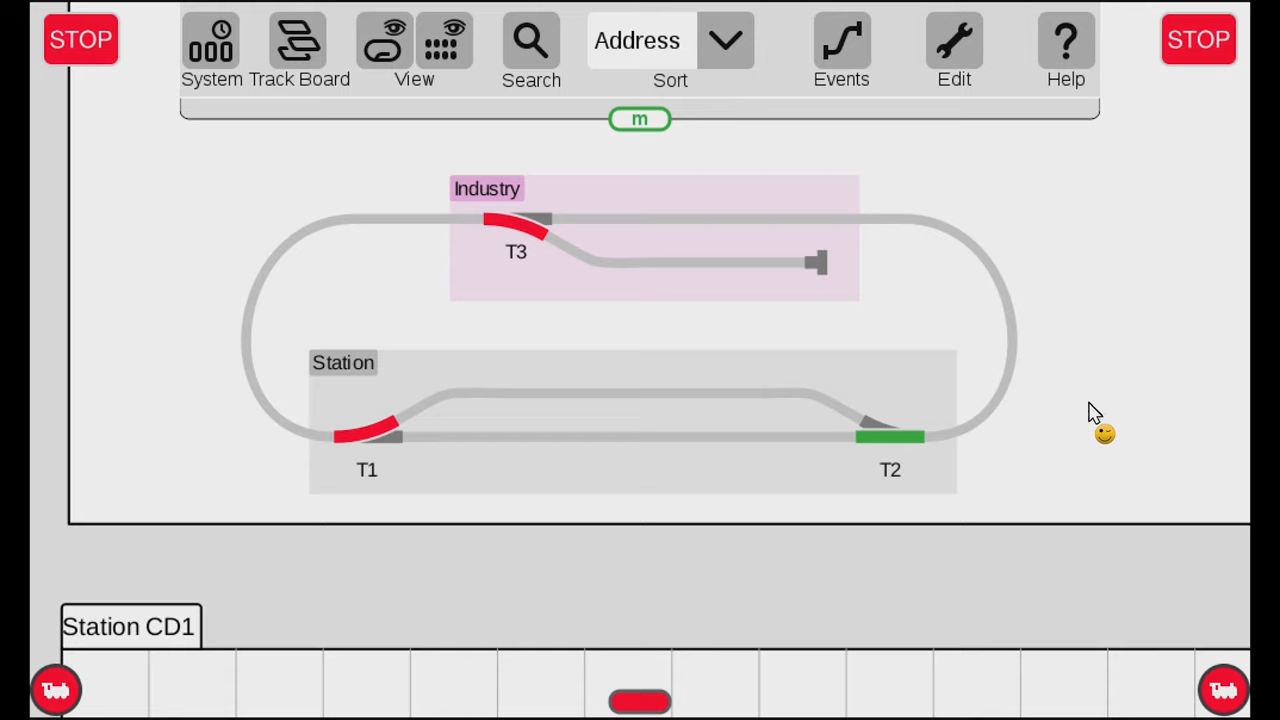 STOP
STOP
Address
System Track Board View Search Sort Events Edit Help
m
Industry
T3
Station
T1
T2
Station CD1